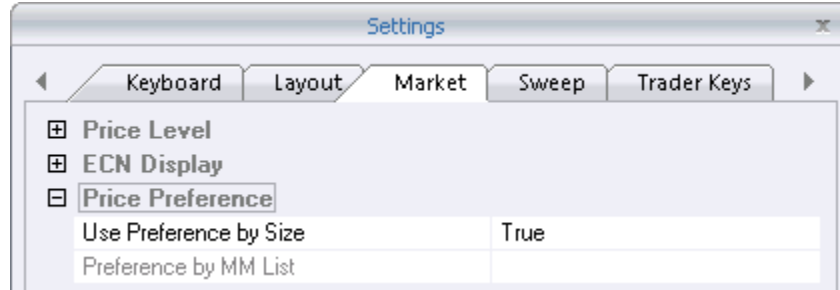 Settings
Keyboard Layout Market Sweep Trader Keys
Price Level
ECN Display
Price Preference
Use Preference by Size True
Preference by MM List